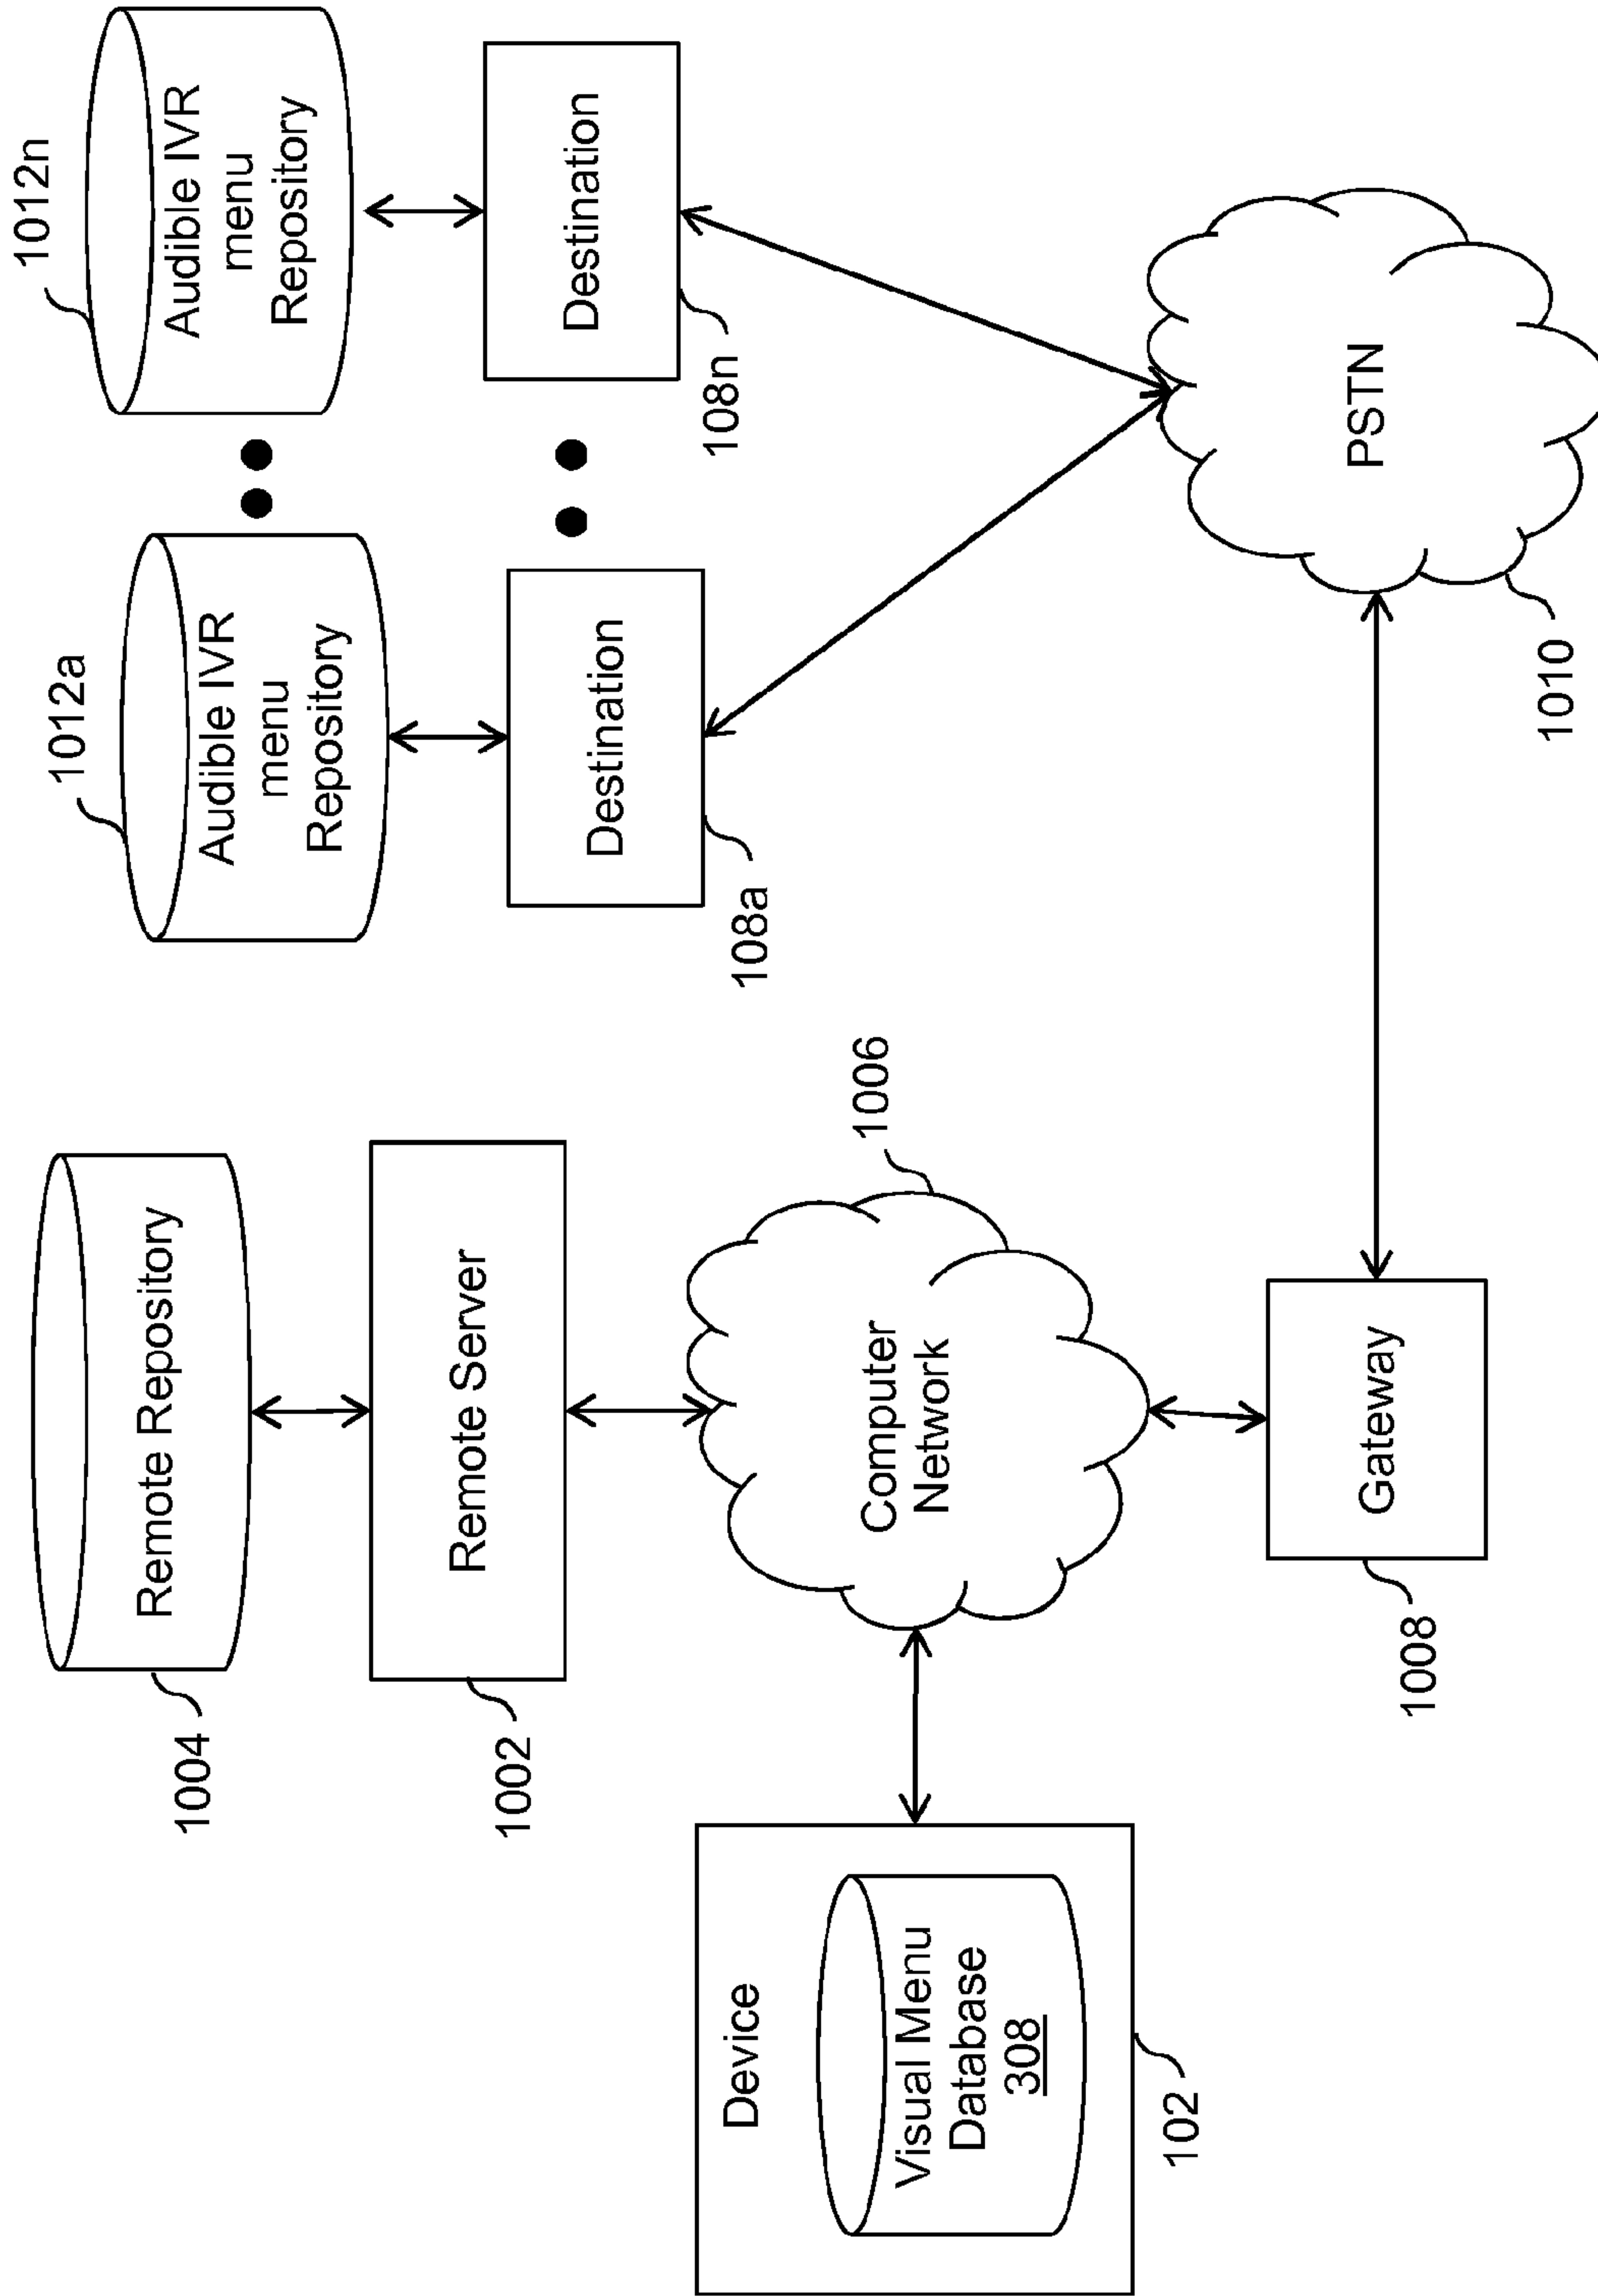 1004
Remote Repository
1002
Remote Server
Device
Visual Menu
Database
308
102
Computer
Network
1006
1008
Gateway
1012a
Audible IVR
menu
Repository
1012n
Audible IVR
menu
Repository
108a
Destination
108n
Destination
PSTN
1010